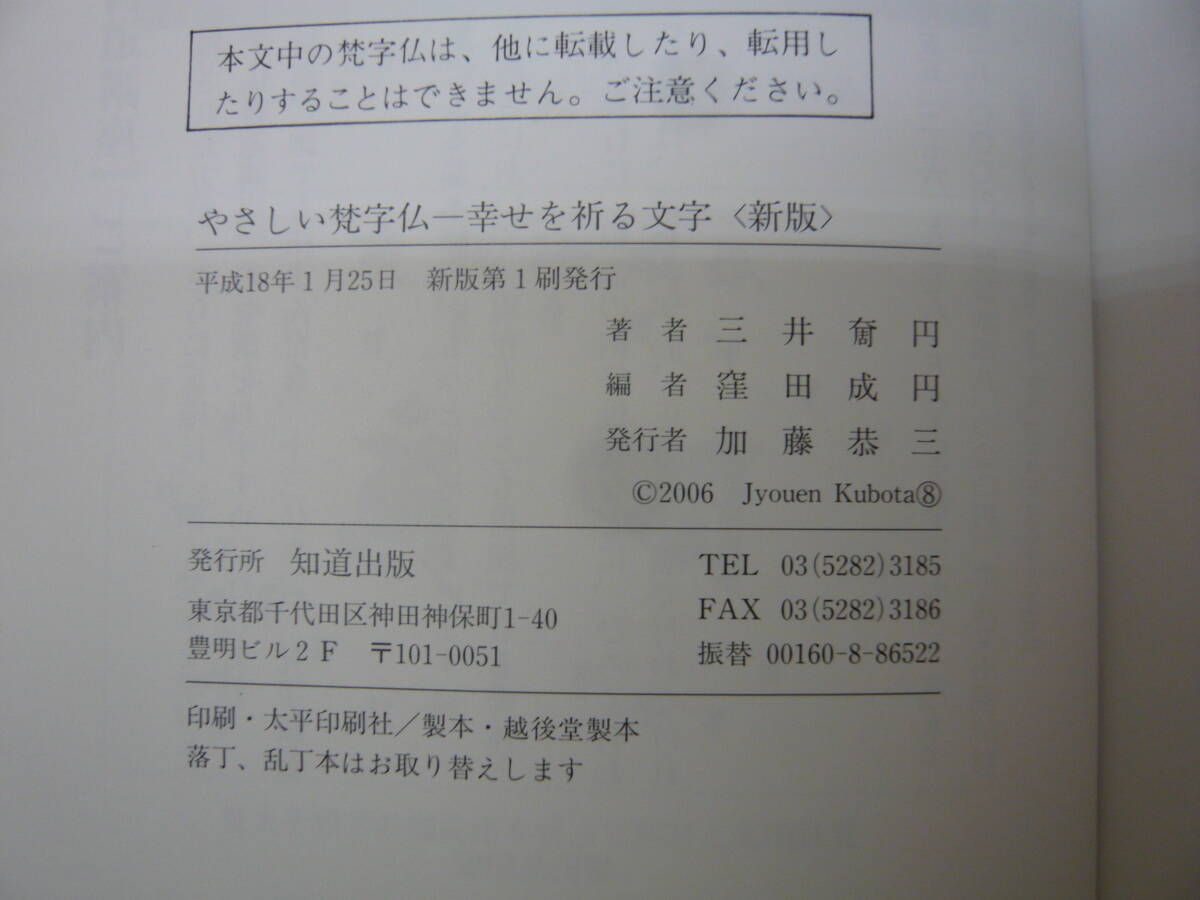 本文中の梵字仏は、他に転載したり、転用し
たりすることはできません。ご注意ください。
やさしい梵字仏―幸せを祈る文字〈新版〉
平成18年1月25日　新版第1刷発行
著　者　三　井　奝　円
編　者　窪　田　成　円
発行者　加　藤　恭　三
©2006　Jyouen Kubota⑧
発行所　知道出版
東京都千代田区神田神保町1-40
豊明ビル2F　〒101-0051
TEL　03(5282)3185
FAX　03(5282)3186
振替　00160-8-86522
印刷・太平印刷社／製本・越後堂製本
落丁、乱丁本はお取り替えします